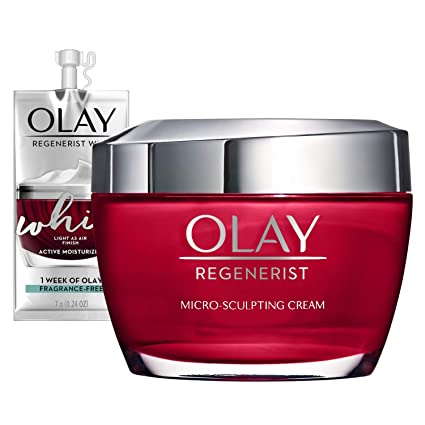 OLAY
REGENERIST W
whi
LIGHT AS AIR
FINISH
ACTIVE MOISTURIZ
1 WEEK OF OLAY
FRAGRANCE-FREE
7 g (0.24 OZ)
OLAY
REGENERIST
MICRO-SCULPTING CREAM